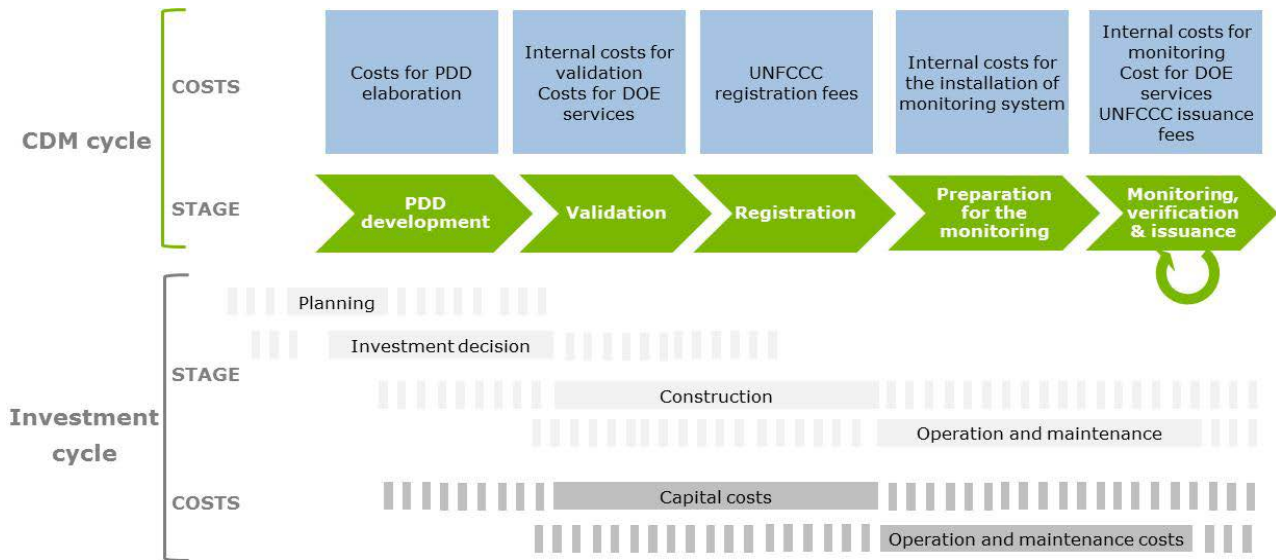 COSTS
Costs for PDD
elaboration
Internal costs for
validation
Costs for DOE
services
UNFCCC
registration fees
Internal costs for
the installation of
monitoring system
Internal costs for
monitoring
Cost for DOE
services
UNFCCC issuance
fees
CDM cycle
STAGE
PDD
development
Validation
Registration
Preparation
for the
monitoring
Monitoring,
verification
& issuance
Planning
Investment decision
STAGE
Construction
Investment
cycle
Operation and maintenance
COSTS
Capital costs
Operation and maintenance costs